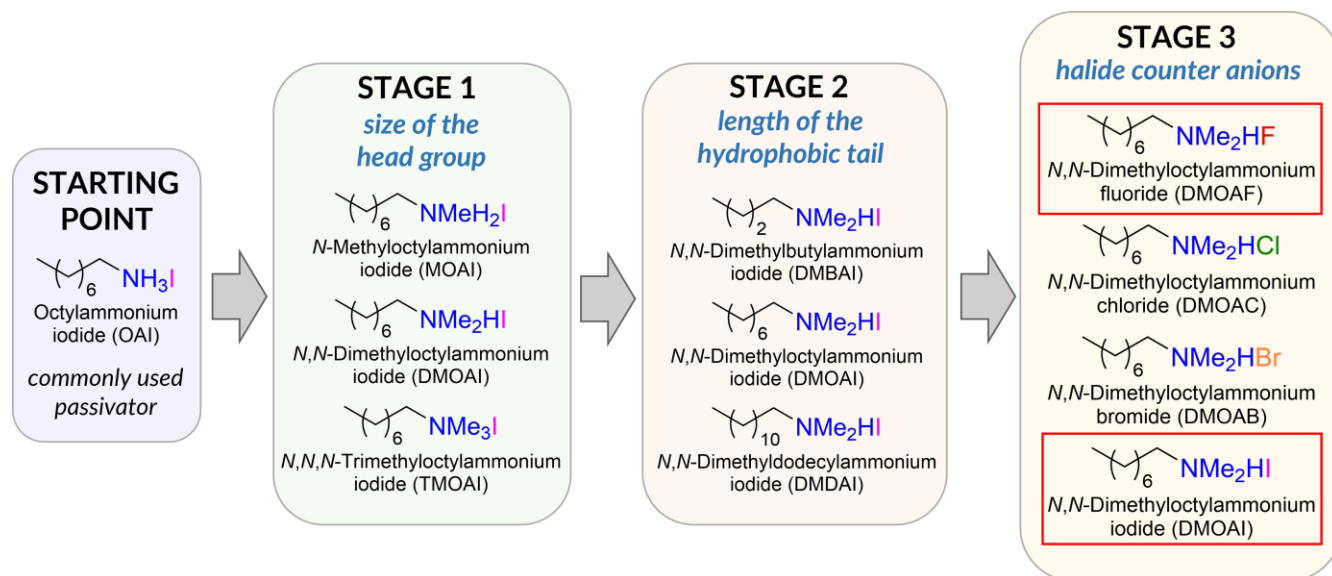 STARTING
POINT
6
NH₃I
Octylammonium
iodide (OAI)
commonly used
passivator
STAGE 1
size of the
head group
6
NMeH₂I
N-Methyloctylammonium
iodide (MOAI)
6
NMe₂HI
N,N-Dimethyloctylammonium
iodide (DMOAI)
6
NMe₃I
N,N,N-Trimethyloctylammonium
iodide (TMOAI)
STAGE 2
length of the
hydrophobic tail
2
NMe₂HI
N,N-Dimethylbutylammonium
iodide (DMBAI)
6
NMe₂HI
N,N-Dimethyloctylammonium
iodide (DMOAI)
10
NMe₂HI
N,N-Dimethyldodecylammonium
iodide (DMDAI)
STAGE 3
halide counter anions
6
NMe₂HF
N,N-Dimethyloctylammonium
fluoride (DMOAF)
6
NMe₂HCl
N,N-Dimethyloctylammonium
chloride (DMOAC)
6
NMe₂HBr
N,N-Dimethyloctylammonium
bromide (DMOAB)
6
NMe₂HI
N,N-Dimethyloctylammonium
iodide (DMOAI)